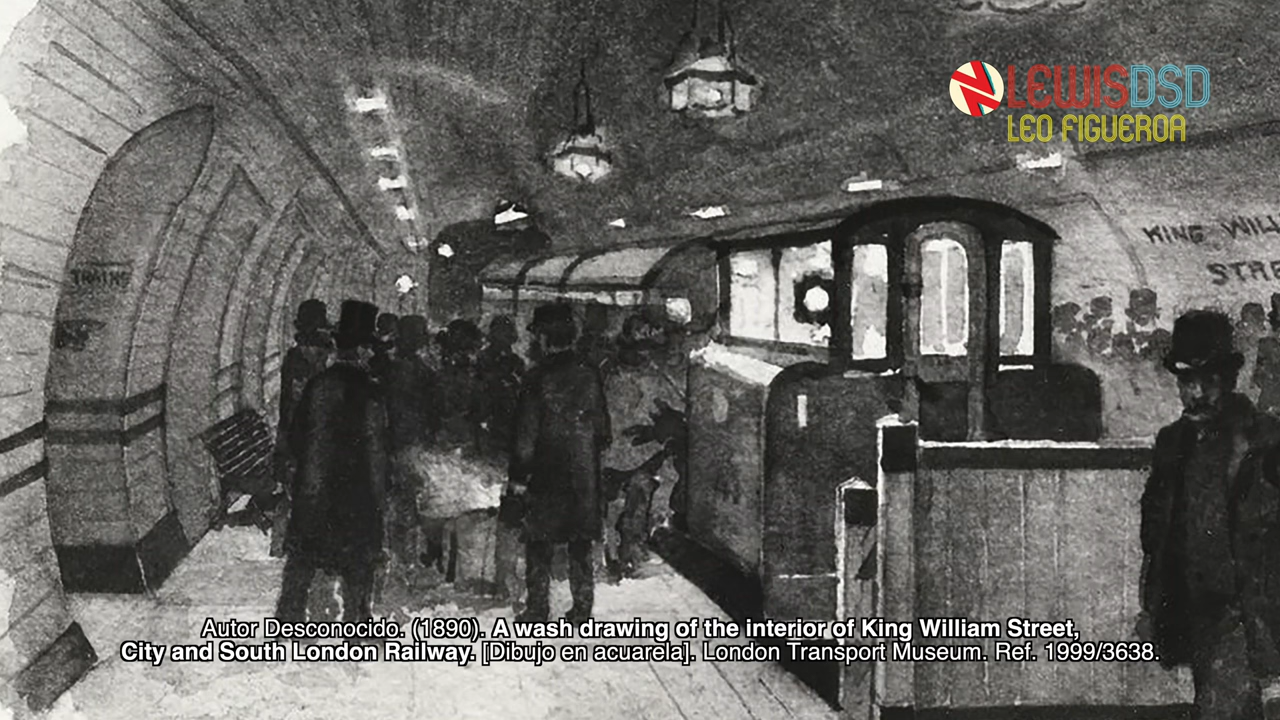 LEWISDSD
LEO FIGUEROA
KING WILL
STRE
TRAINS
Autor Desconocido. (1890). A wash drawing of the interior of King William Street,
City and South London Railway. [Dibujo en acuarela]. London Transport Museum. Ref. 1999/3638.